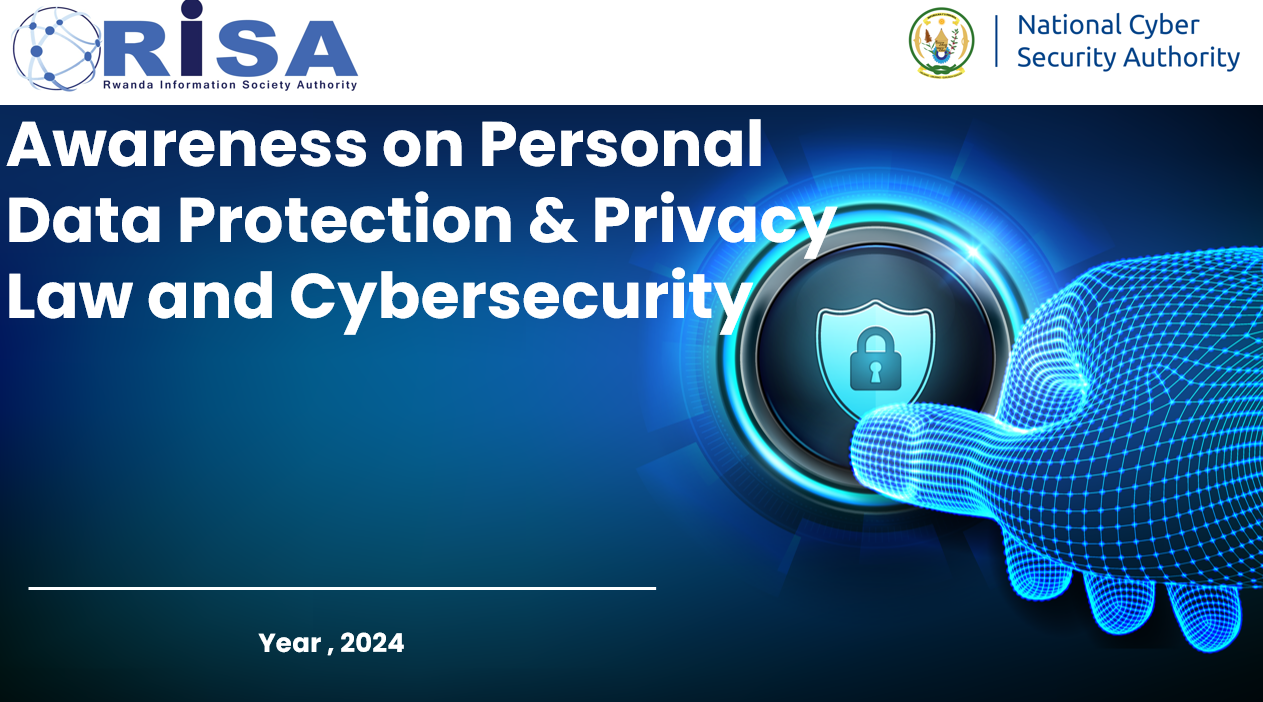 RiSA
Rwanda Information Society Authority
National Cyber
Security Authority
Awareness on Personal
Data Protection & Privacy
Law and Cybersecurity
Year , 2024